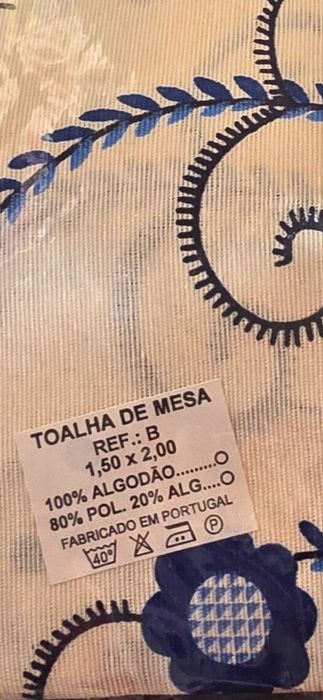 TOALHA DE MESA
REF.: B
1,50 x 2,00
100% ALGODÃO.........O
80% POL. 20% ALG....O
FABRICADO EM PORTUGAL
40° P